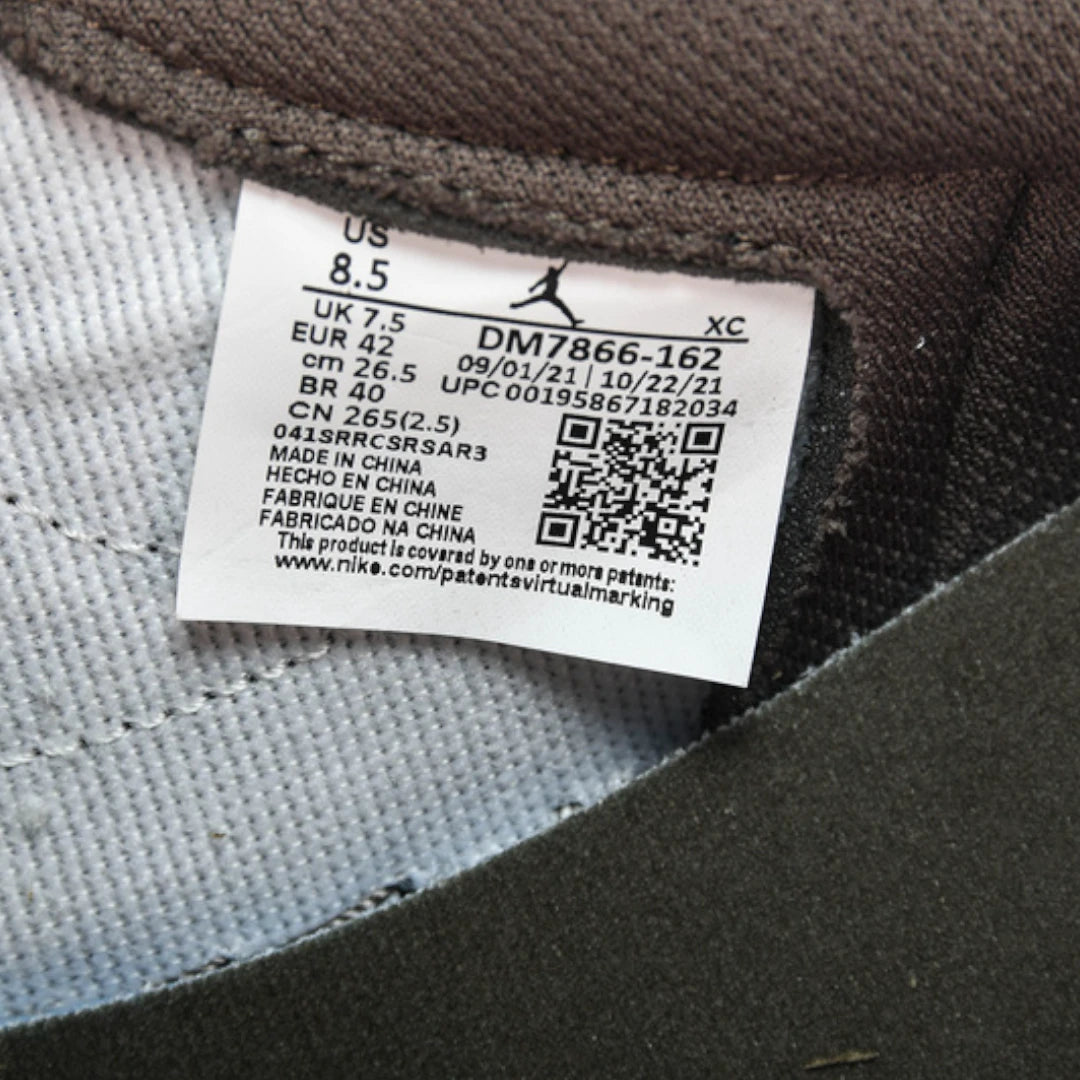 US
8.5
XC
UK 7.5
EUR 42
cm 26.5
BR 40
CN 265(2.5)
DM7866-162
09/01/21 | 10/22/21
UPC 00195867182034
041SRRCSRSAR3
MADE IN CHINA
HECHO EN CHINA
FABRIQUE EN CHINE
FABRICADO NA CHINA
This product is covered by one or more patents:
www.nike.com/patentsvirtualmarking